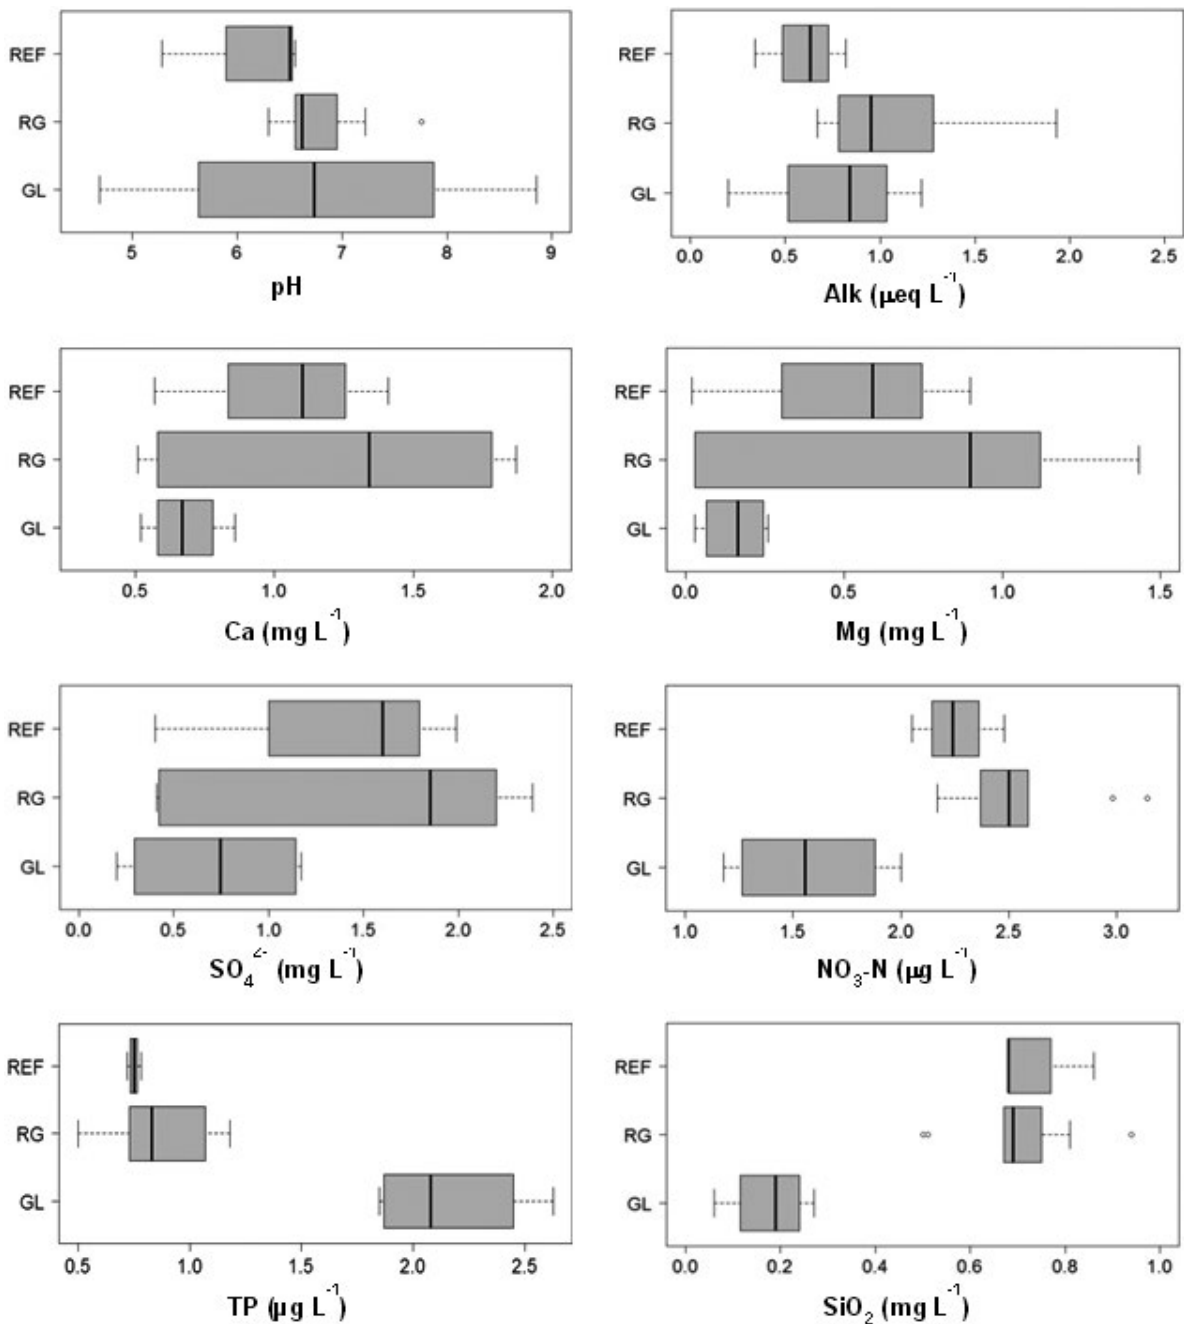 REF
RG
GL
5 6 7 8 9
pH
REF
RG
GL
0.0 0.5 1.0 1.5 2.0 2.5
Alk (μeq L⁻¹)
REF
RG
GL
0.5 1.0 1.5 2.0
Ca (mg L⁻¹)
REF
RG
GL
0.0 0.5 1.0 1.5
Mg (mg L⁻¹)
REF
RG
GL
0.0 0.5 1.0 1.5 2.0 2.5
SO₄²⁻ (mg L⁻¹)
REF
RG
GL
1.0 1.5 2.0 2.5 3.0
NO₃-N (μg L⁻¹)
REF
RG
GL
0.5 1.0 1.5 2.0 2.5
TP (μg L⁻¹)
REF
RG
GL
0.0 0.2 0.4 0.6 0.8 1.0
SiO₂ (mg L⁻¹)